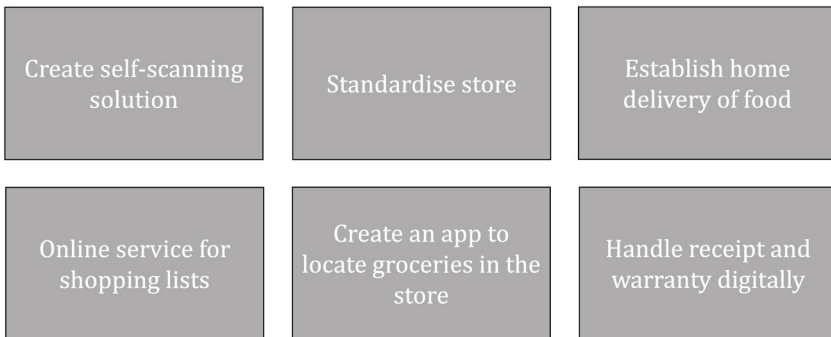 Create self-scanning
solution
Standardise store
Establish home
delivery of food
Online service for
shopping lists
Create an app to
locate groceries in the
store
Handle receipt and
warranty digitally